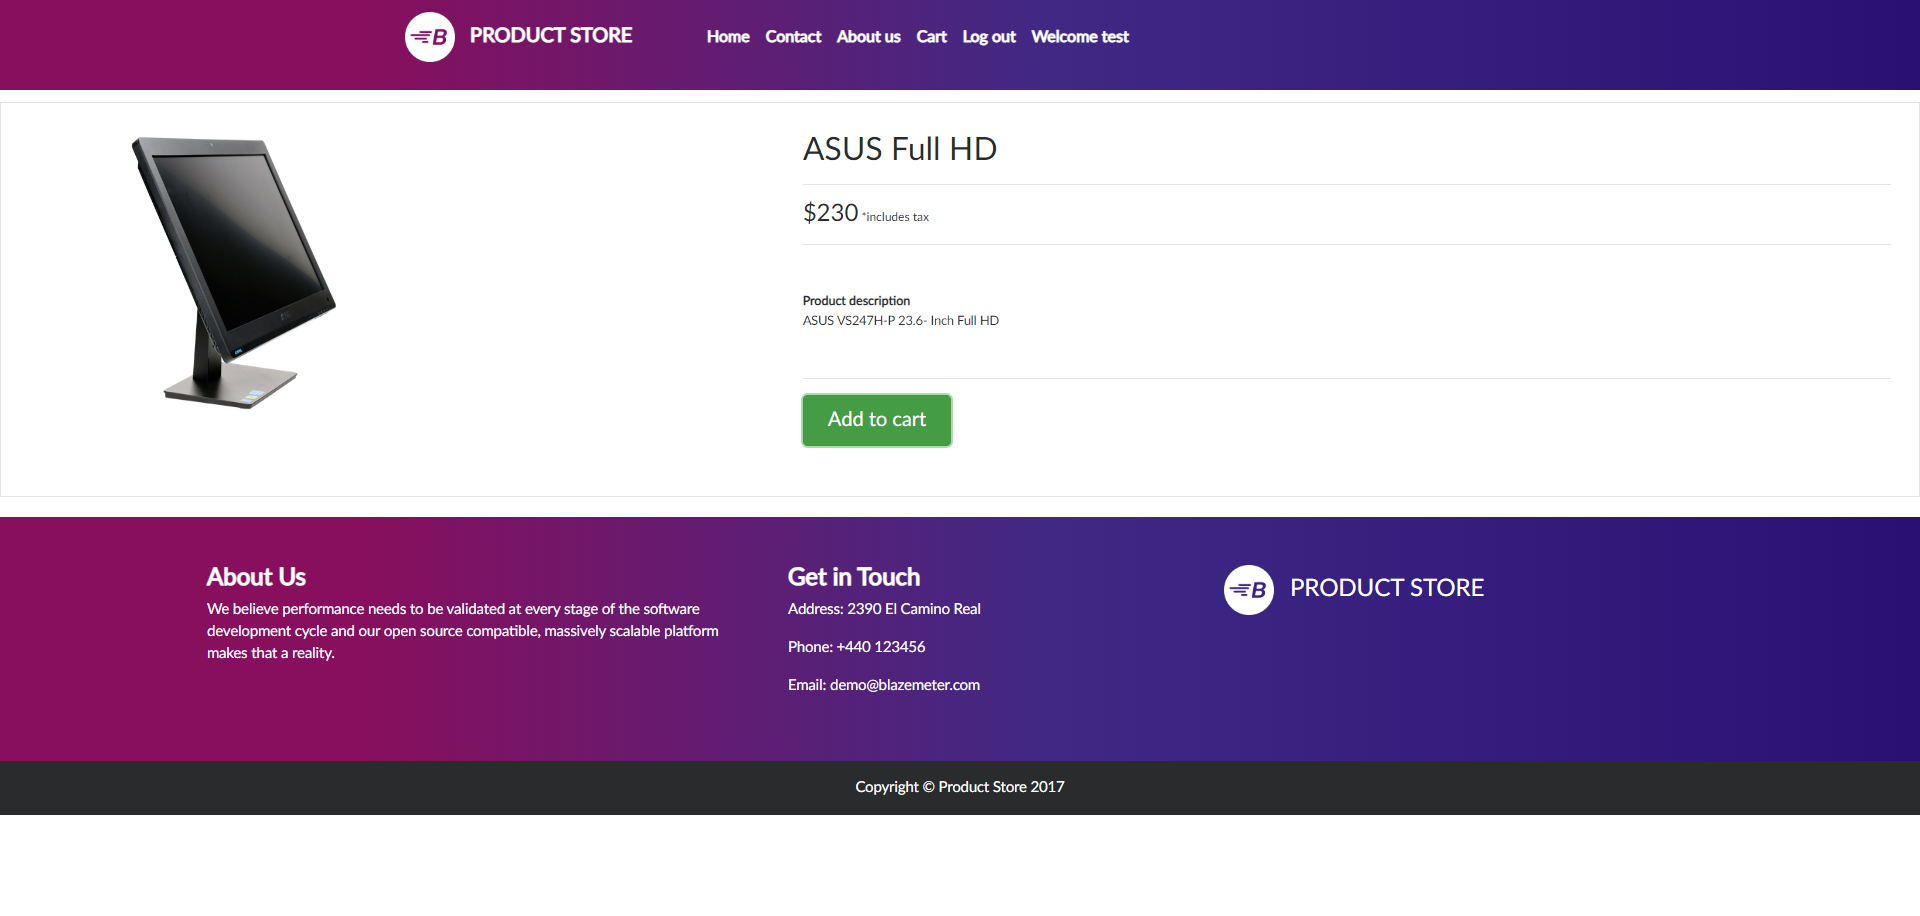 B PRODUCT STORE Home Contact About us Cart Log out Welcome test
ASUS Full HD
$230 *includes tax
Product description
ASUS VS247H-P 23.6- Inch Full HD
Add to cart
About Us
We believe performance needs to be validated at every stage of the software
development cycle and our open source compatible, massively scalable platform
makes that a reality.
Get in Touch
Address: 2390 El Camino Real
Phone: +440 123456
Email: demo@blazemeter.com
B PRODUCT STORE
Copyright © Product Store 2017